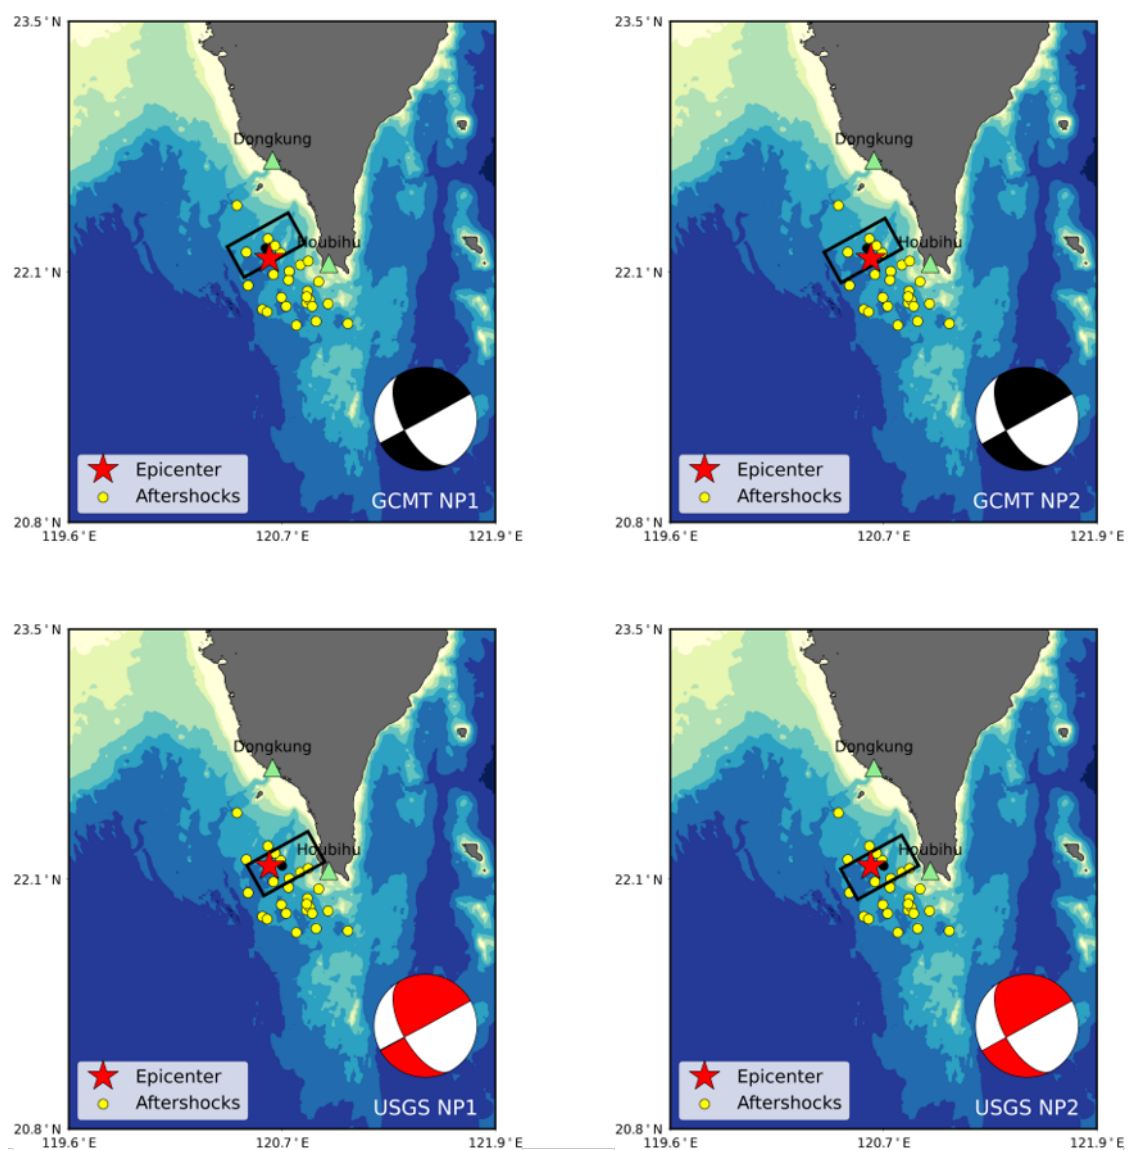 23.5°N
Dongkung
Houbihu
22.1°N
Epicenter
Aftershocks
GCMT NP1
20.8°N
119.6°E
120.7°E
121.9°E
23.5°N
Dongkung
Houbihu
22.1°N
Epicenter
Aftershocks
GCMT NP2
20.8°N
119.6°E
120.7°E
121.9°E
23.5°N
Dongkung
Houbihu
22.1°N
Epicenter
Aftershocks
USGS NP1
20.8°N
119.6°E
120.7°E
121.9°E
23.5°N
Dongkung
Houbihu
22.1°N
Epicenter
Aftershocks
USGS NP2
20.8°N
119.6°E
120.7°E
121.9°E